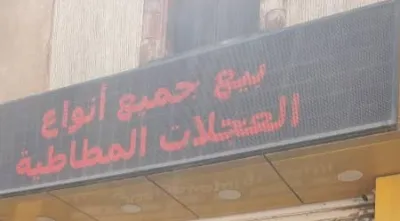 بيع جميع أنواع
العجلات المطاطية